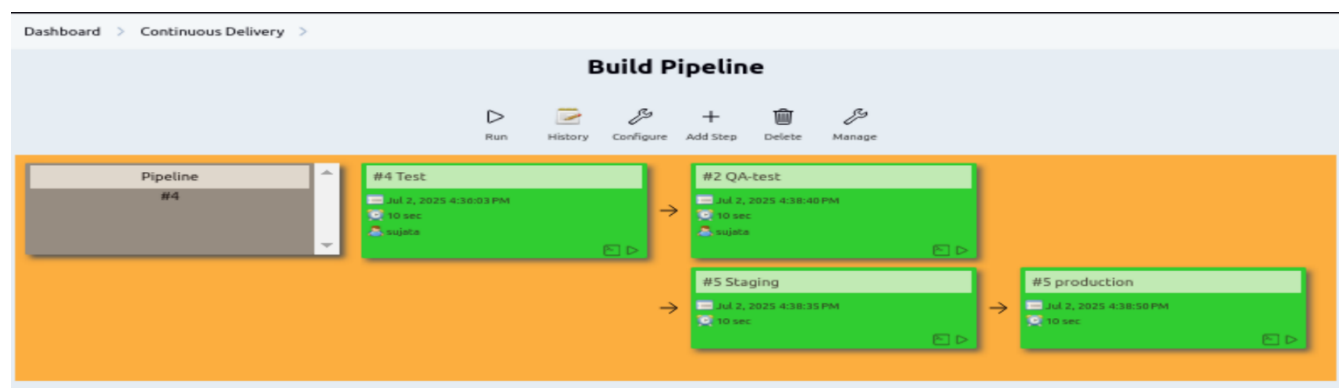 Dashboard > Continuous Delivery >
Build Pipeline
Run History Configure Add Step Delete Manage
Pipeline
#4
#4 Test
Jul 2, 2025 4:36:03 PM
10 sec
sujata
#2 QA-test
Jul 2, 2025 4:38:40 PM
10 sec
sujata
#5 Staging
Jul 2, 2025 4:38:35 PM
10 sec
#5 production
Jul 2, 2025 4:38:50 PM
10 sec